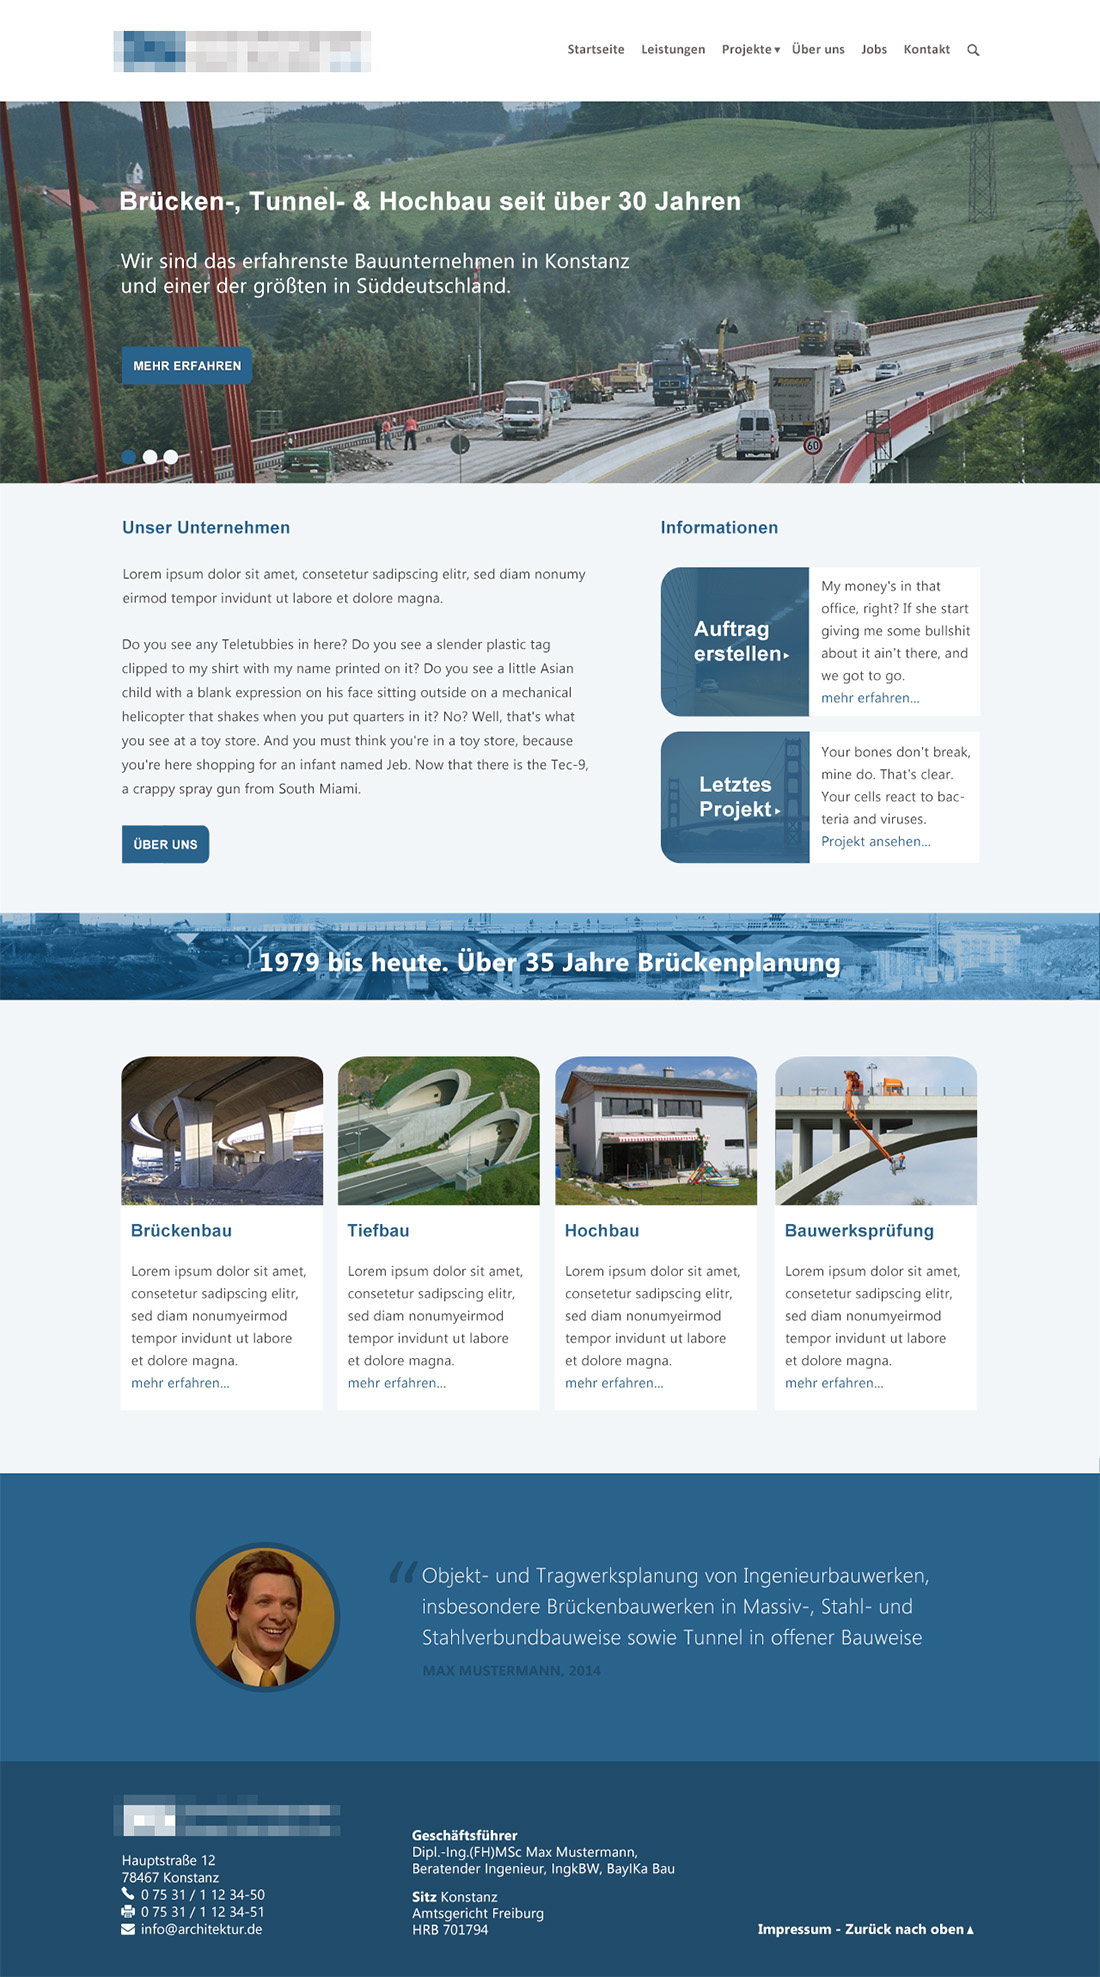 Startseite Leistungen Projekte ▾ Über uns Jobs Kontakt
Brücken-, Tunnel- & Hochbau seit über 30 Jahren
Wir sind das erfahrenste Bauunternehmen in Konstanz
und einer der größten in Süddeutschland.
MEHR ERFAHREN
60
Unser Unternehmen
Lorem ipsum dolor sit amet, consetetur sadipscing elitr, sed diam nonumy
eirmod tempor invidunt ut labore et dolore magna.
Do you see any Teletubbies in here? Do you see a slender plastic tag
clipped to my shirt with my name printed on it? Do you see a little Asian
child with a blank expression on his face sitting outside on a mechanical
helicopter that shakes when you put quarters in it? No? Well, that's what
you see at a toy store. And you must think you're in a toy store, because
you're here shopping for an infant named Jeb. Now that there is the Tec-9,
a crappy spray gun from South Miami.
ÜBER UNS
Informationen
Auftrag
erstellen▸
My money's in that
office, right? If she start
giving me some bullshit
about it ain't there, and
we got to go.
mehr erfahren...
Letztes
Projekt▸
Your bones don't break,
mine do. That's clear.
Your cells react to bac-
teria and viruses.
Projekt ansehen...
1979 bis heute. Über 35 Jahre Brückenplanung
Brückenbau
Lorem ipsum dolor sit amet,
consetetur sadipscing elitr,
sed diam nonumyeirmod
tempor invidunt ut labore
et dolore magna.
mehr erfahren...
Tiefbau
Lorem ipsum dolor sit amet,
consetetur sadipscing elitr,
sed diam nonumyeirmod
tempor invidunt ut labore
et dolore magna.
mehr erfahren...
Hochbau
Lorem ipsum dolor sit amet,
consetetur sadipscing elitr,
sed diam nonumyeirmod
tempor invidunt ut labore
et dolore magna.
mehr erfahren...
Bauwerksprüfung
Lorem ipsum dolor sit amet,
consetetur sadipscing elitr,
sed diam nonumyeirmod
tempor invidunt ut labore
et dolore magna.
mehr erfahren...
“ Objekt- und Tragwerksplanung von Ingenieurbauwerken,
insbesondere Brückenbauwerken in Massiv-, Stahl- und
Stahlverbundbauweise sowie Tunnel in offener Bauweise
MAX MUSTERMANN, 2014
Hauptstraße 12
78467 Konstanz
0 75 31 / 1 12 34-50
0 75 31 / 1 12 34-51
info@architektur.de
Geschäftsführer
Dipl.-Ing.(FH)MSc Max Mustermann,
Beratender Ingenieur, IngkBW, BayIKa Bau
Sitz Konstanz
Amtsgericht Freiburg
HRB 701794
Impressum - Zurück nach oben▴